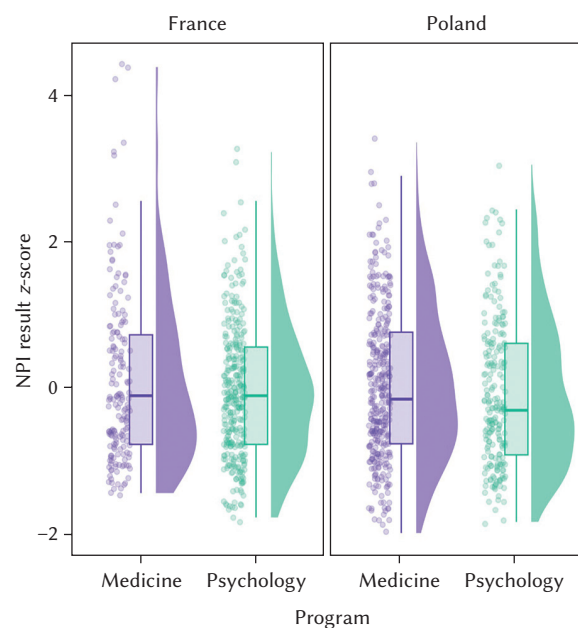 France
Poland
NPI result z-score
4
2
0
−2
Medicine
Psychology
Medicine
Psychology
Program